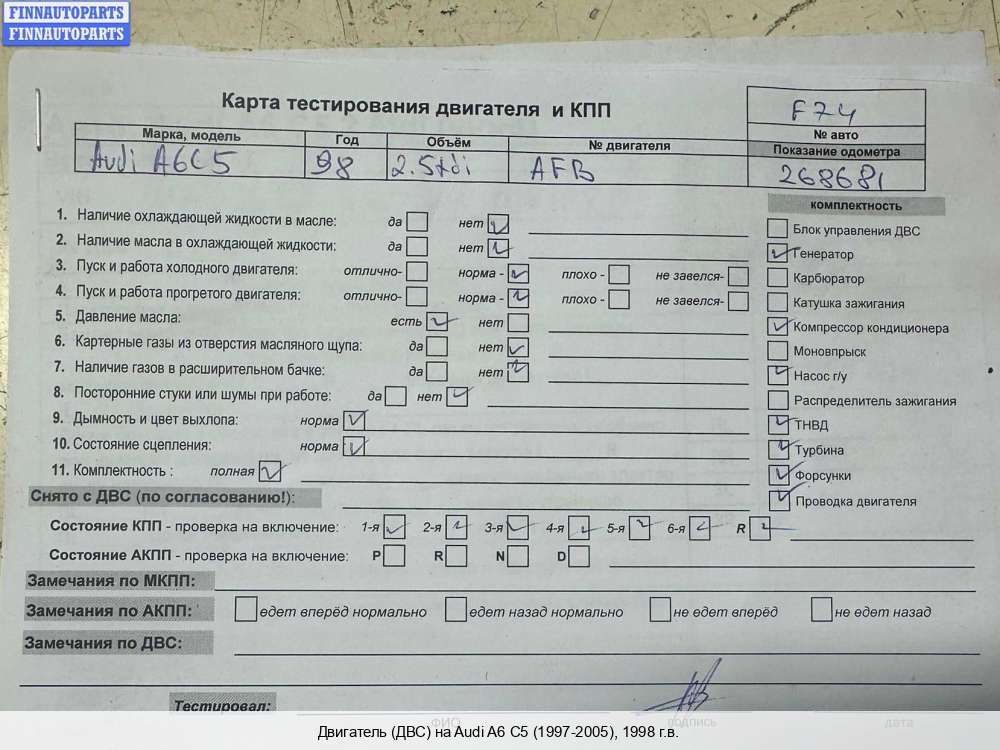 FINNAUTOPARTS
FINNAUTOPARTS
Карта тестирования двигателя и КПП
F74
№ авто
Марка, модель Год Объём № двигателя Показание одометра
Audi A6C5 98 2.5tdi AFB 268681
комплектность
1. Наличие охлаждающей жидкости в масле: да нет
2. Наличие масла в охлаждающей жидкости: да нет
3. Пуск и работа холодного двигателя: отлично- норма - плохо - не завелся-
4. Пуск и работа прогретого двигателя: отлично- норма - плохо - не завелся-
5. Давление масла: есть нет
6. Картерные газы из отверстия масляного щупа: да нет
7. Наличие газов в расширительном бачке: да нет
8. Посторонние стуки или шумы при работе: да нет
9. Дымность и цвет выхлопа: норма
10. Состояние сцепления: норма
11. Комплектность : полная
Блок управления ДВС
Генератор
Карбюратор
Катушка зажигания
Компрессор кондиционера
Моновпрыск
Насос г/у
Распределитель зажигания
ТНВД
Турбина
Форсунки
Проводка двигателя
Снято с ДВС (по согласованию!):
Состояние КПП - проверка на включение: 1-я 2-я 3-я 4-я 5-я 6-я R
Состояние АКПП - проверка на включение: P R N D
Замечания по МКПП:
Замечания по АКПП: едет вперёд нормально едет назад нормально не едет вперёд не едет назад
Замечания по ДВС:
Тестировал:
ФИО подпись дата
Двигатель (ДВС) на Audi A6 C5 (1997-2005), 1998 г.в.